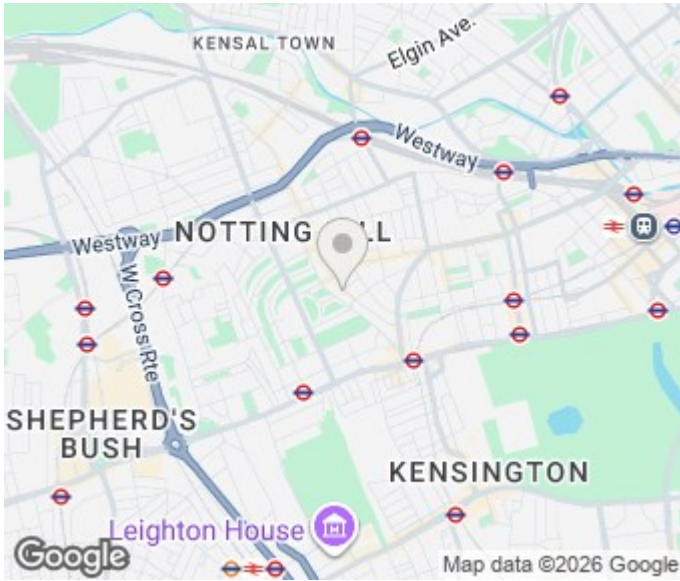 KENSAL TOWN
Elgin Ave.
Westway
NOTTING
LL
Westway
W Cross Rte
SHEPHERD'S
BUSH
KENSINGTON
Leighton House
Google
Map data ©2026 Google